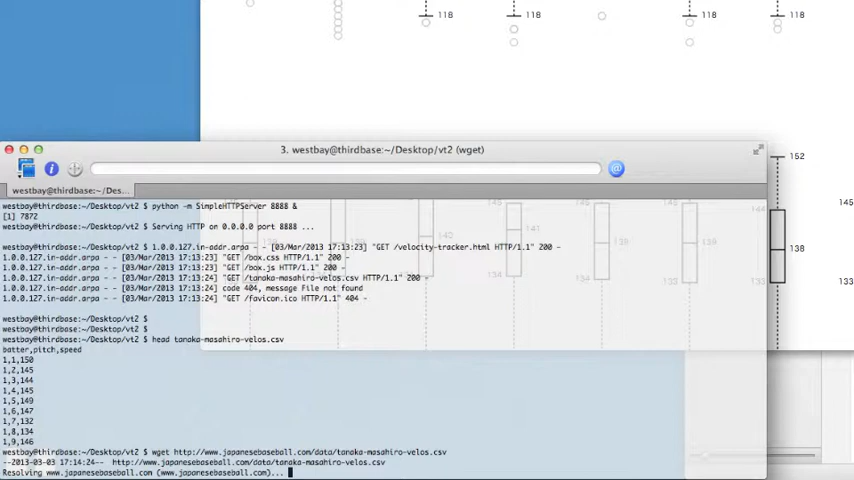 118
118
118
118
3. westbay@thirdbase:~/Desktop/vt2 (wget)
westbay@thirdbase:~/Des...
152
145
138
133
145
145
144
142
141
139
139
134
133
133
westbay@thirdbase:~/Desktop/vt2 $ python -m SimpleHTTPServer 8888 &
[1] 7872
westbay@thirdbase:~/Desktop/vt2 $ Serving HTTP on 0.0.0.0 port 8888 ...
westbay@thirdbase:~/Desktop/vt2 $ 1.0.0.127.in-addr.arpa - - [03/Mar/2013 17:13:23] "GET /velocity-tracker.html HTTP/1.1" 200 -
1.0.0.127.in-addr.arpa - - [03/Mar/2013 17:13:23] "GET /box.css HTTP/1.1" 200 -
1.0.0.127.in-addr.arpa - - [03/Mar/2013 17:13:23] "GET /box.js HTTP/1.1" 200 -
1.0.0.127.in-addr.arpa - - [03/Mar/2013 17:13:24] "GET /tanaka-masahiro-velos.csv HTTP/1.1" 200 -
1.0.0.127.in-addr.arpa - - [03/Mar/2013 17:13:24] code 404, message File not found
1.0.0.127.in-addr.arpa - - [03/Mar/2013 17:13:24] "GET /favicon.ico HTTP/1.1" 404 -
westbay@thirdbase:~/Desktop/vt2 $
westbay@thirdbase:~/Desktop/vt2 $
westbay@thirdbase:~/Desktop/vt2 $ head tanaka-masahiro-velos.csv
batter,pitch,speed
1,1,150
1,2,145
1,3,144
1,4,145
1,5,149
1,6,147
1,7,132
1,8,134
1,9,146
westbay@thirdbase:~/Desktop/vt2 $ wget http://www.japanesebaseball.com/data/tanaka-masahiro-velos.csv
--2013-03-03 17:14:24-- http://www.japanesebaseball.com/data/tanaka-masahiro-velos.csv
Resolving www.japanesebaseball.com (www.japanesebaseball.com)...